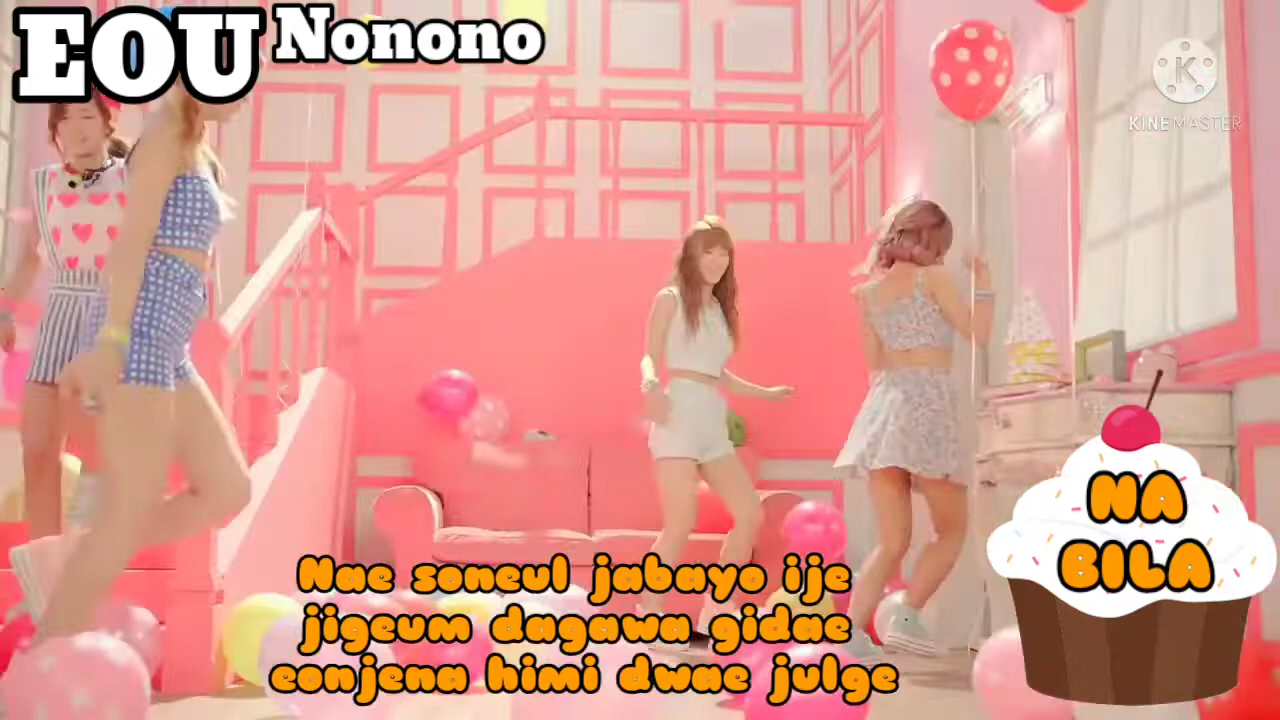 EOU Nonono
KINEMASTER
NA
BILA
Nae soneul jabayo ije
jigeum dagawa gidae
eonjena himi dwae julge